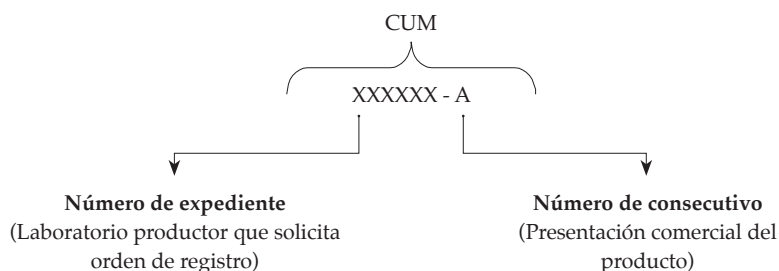 CUM
XXXXXX - A
Número de expediente
(Laboratorio productor que solicita
orden de registro)
Número de consecutivo
(Presentación comercial del
producto)